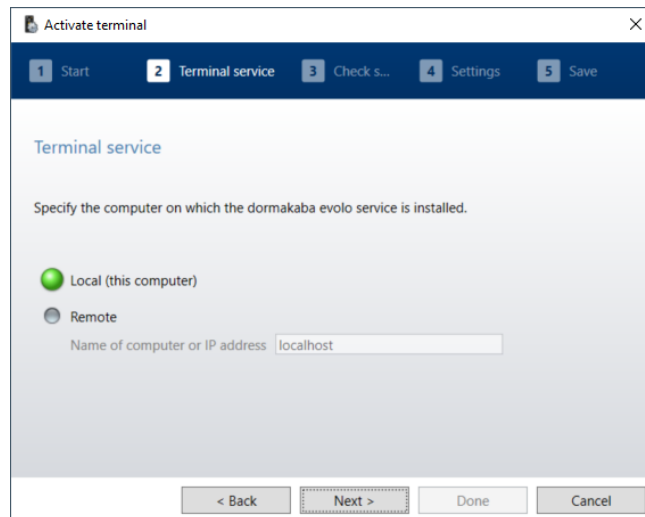 Activate terminal
1 Start 2 Terminal service 3 Check s... 4 Settings 5 Save
Terminal service
Specify the computer on which the dormakaba evolo service is installed.
Local (this computer)
Remote
Name of computer or IP address localhost
< Back Next > Done Cancel